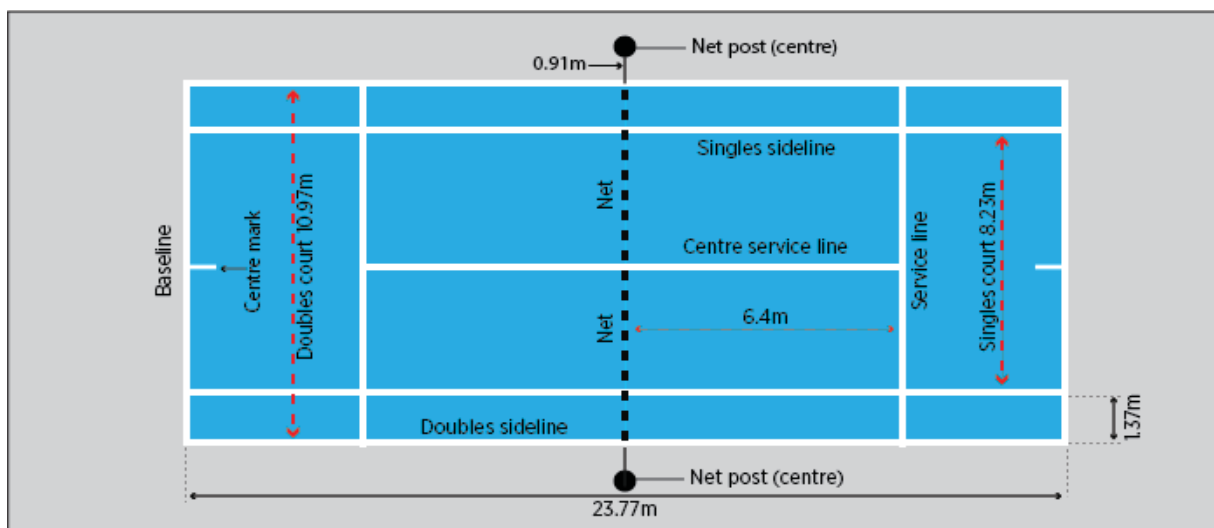 Net post (centre)
0.91m
Singles sideline
Net
Baseline
Centre mark
Doubles court 10.97m
Centre service line
Service line
Singles court 8.23m
Net
6.4m
Doubles sideline
1.37m
Net post (centre)
23.77m